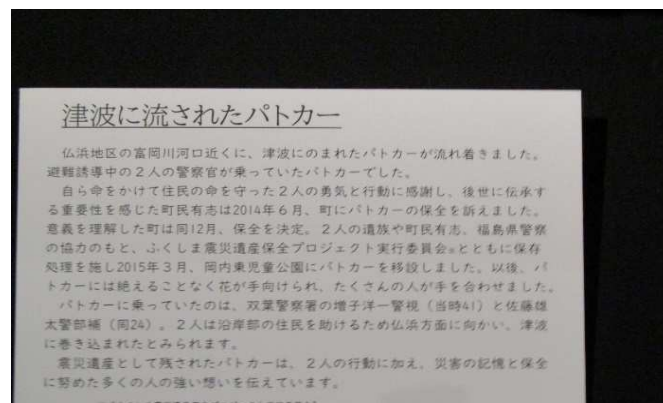 津波に流されたパトカー
仏浜地区の富岡川河口近くに、津波にのまれたパトカーが流れ着きました。
避難誘導中の2人の警察官が乗っていたパトカーでした。
自ら命をかけて住民の命を守った2人の勇気と行動に感謝し、後世に伝承す
る重要性を感じた町民有志は2014年6月、町にパトカーの保全を訴えました。
意義を理解した町は同12月、保全を決定。2人の遺族や町民有志、福島県警察
の協力のもと、ふくしま震災遺産保全プロジェクト実行委員会※とともに保存
処理を施し2015年3月、岡内東児童公園にパトカーを移設しました。以後、パ
トカーには絶えることなく花が手向けられ、たくさんの人が手を合わせました。
パトカーに乗っていたのは、双葉警察署の増子洋一警視（当時41）と佐藤雄
太警部補（同24）。2人は沿岸部の住民を助けるため仏浜方面に向かい、津波
に巻き込まれたとみられます。
震災遺産として残されたパトカーは、2人の行動に加え、災害の記憶と保全
に努めた多くの人の強い想いを伝えています。